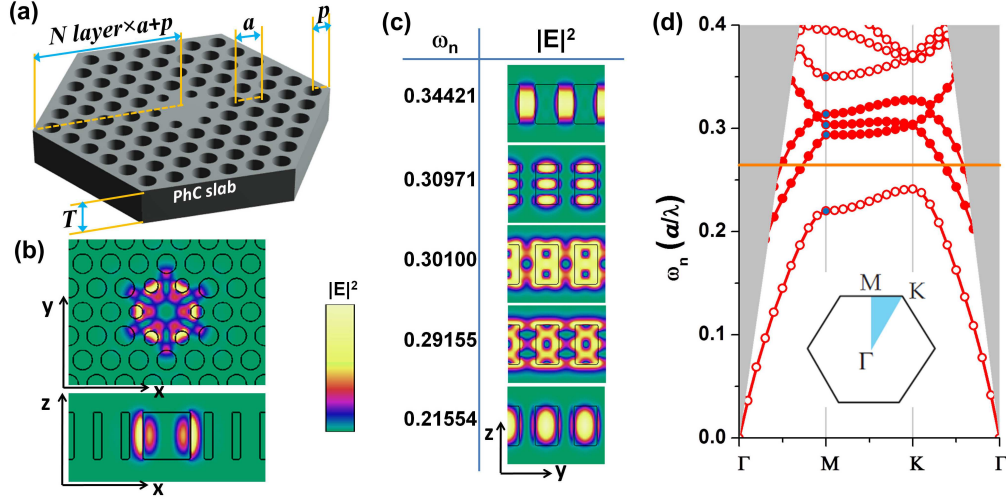 (a)
N layer×a+p
a
p
PhC slab
T
(b)
y
x
z
x
|E|²
(c)
ωn |E|²
0.34421
0.30971
0.30100
0.29155
0.21554
z
y
(d)
ωn (a/λ)
0.4
0.3
0.2
0.1
0.0
M
K
Γ
Γ M K Γ